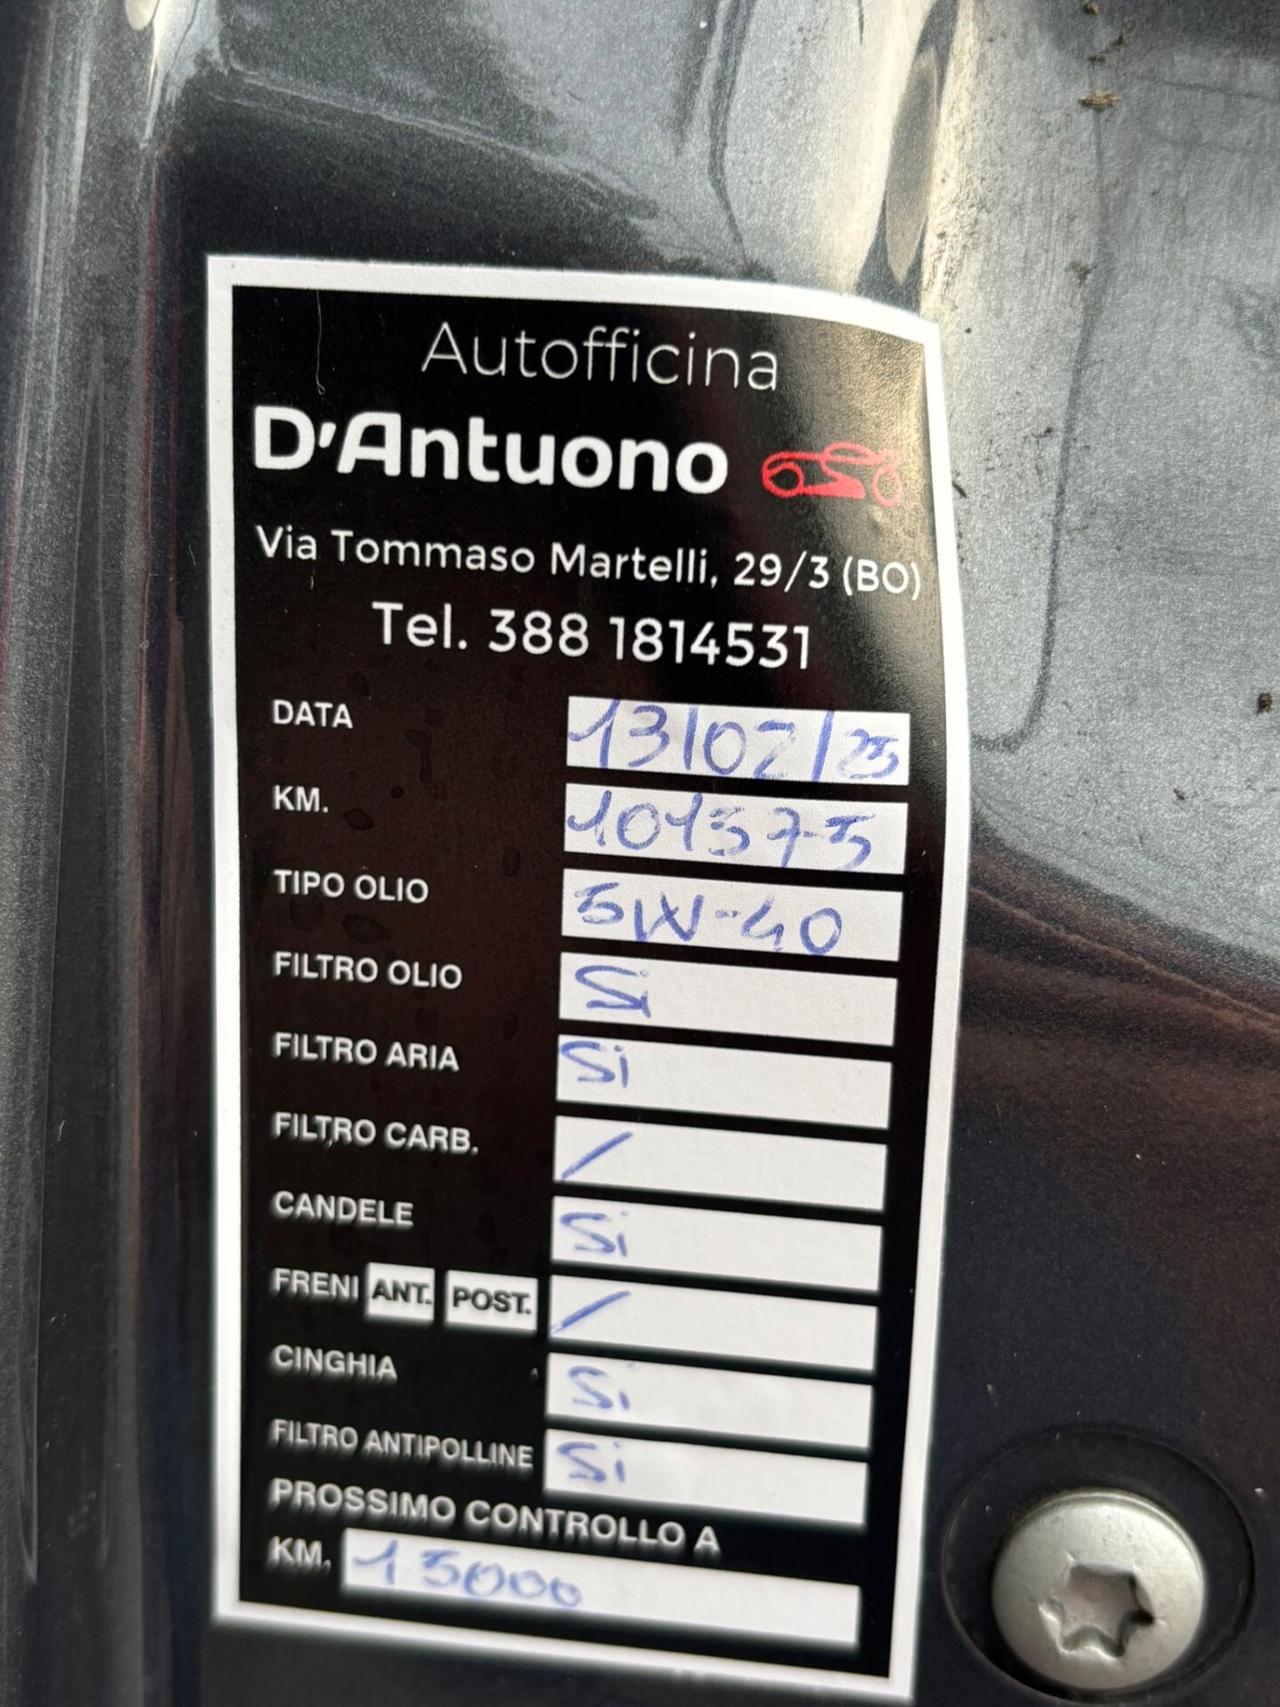 Autofficina
D'Antuono
Via Tommaso Martelli, 29/3 (BO)
Tel. 388 1814531
DATA 13/02/25
KM. 101575
TIPO OLIO 5W-40
FILTRO OLIO Si
FILTRO ARIA Si
FILTRO CARB. /
CANDELE Si
FRENI ANT. POST. /
CINGHIA Si
FILTRO ANTIPOLLINE Si
PROSSIMO CONTROLLO A
KM. 15000